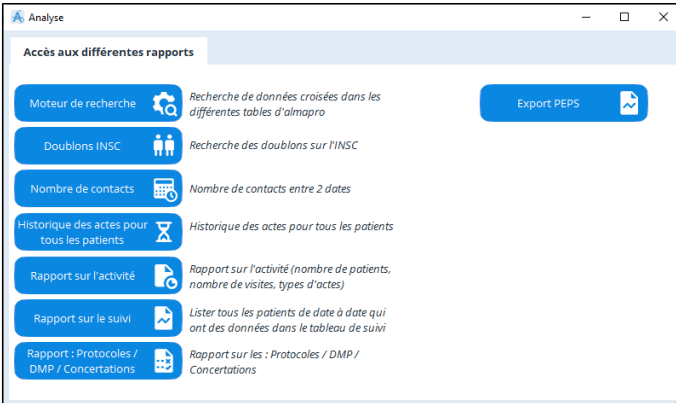 Analyse
Accès aux différentes rapports
Moteur de recherche
Recherche de données croisées dans les
différentes tables d'almapro
Export PEPS
Doublons INSC
Recherche des doublons sur l'INSC
Nombre de contacts
Nombre de contacts entre 2 dates
Historique des actes pour
tous les patients
Historique des actes pour tous les patients
Rapport sur l'activité
Rapport sur l'activité (nombre de patients,
nombre de visites, types d'actes)
Rapport sur le suivi
Lister tous les patients de date à date qui
ont des données dans le tableau de suivi
Rapport : Protocoles /
DMP / Concertations
Rapport sur les : Protocoles / DMP /
Concertations